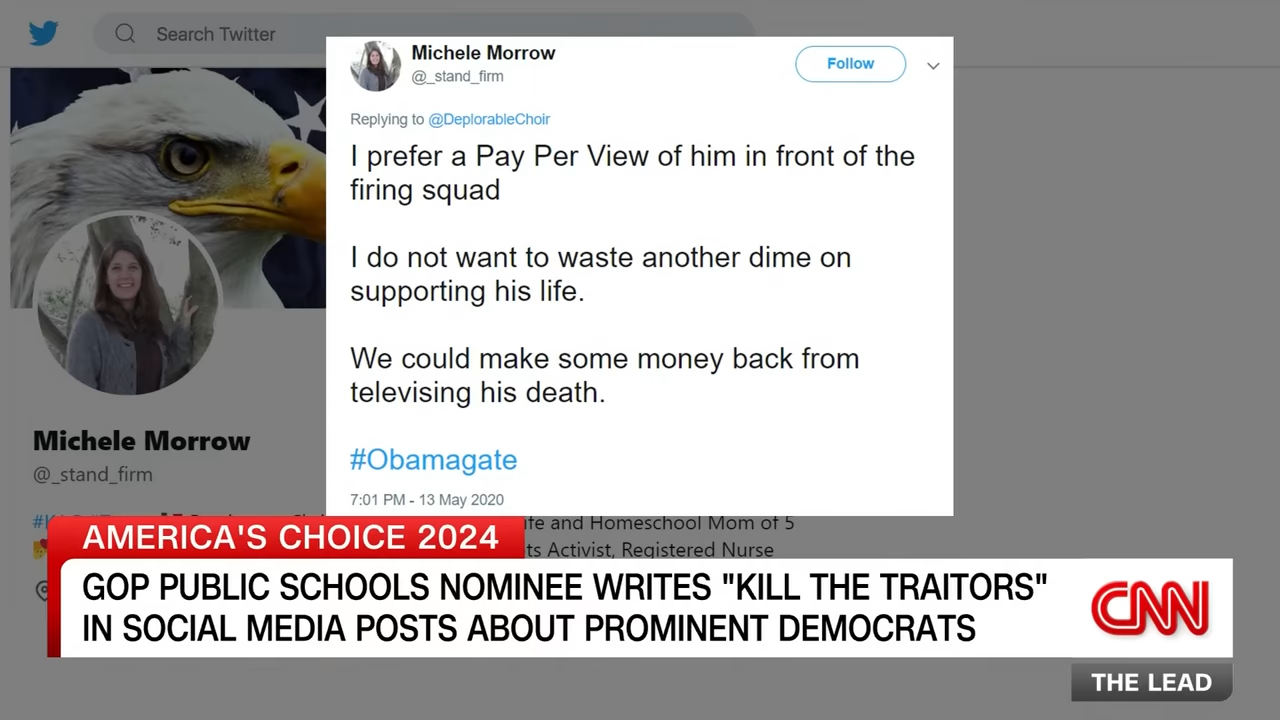 Search Twitter
Michele Morrow
@_stand_firm
Follow
Replying to @DeplorableChoir
I prefer a Pay Per View of him in front of the
firing squad
I do not want to waste another dime on
supporting his life.
We could make some money back from
televising his death.
#Obamagate
7:01 PM - 13 May 2020
Michele Morrow
@_stand_firm
and Homeschool Mom of 5
Activist, Registered Nurse
AMERICA'S CHOICE 2024
GOP PUBLIC SCHOOLS NOMINEE WRITES "KILL THE TRAITORS"
IN SOCIAL MEDIA POSTS ABOUT PROMINENT DEMOCRATS
CNN
THE LEAD